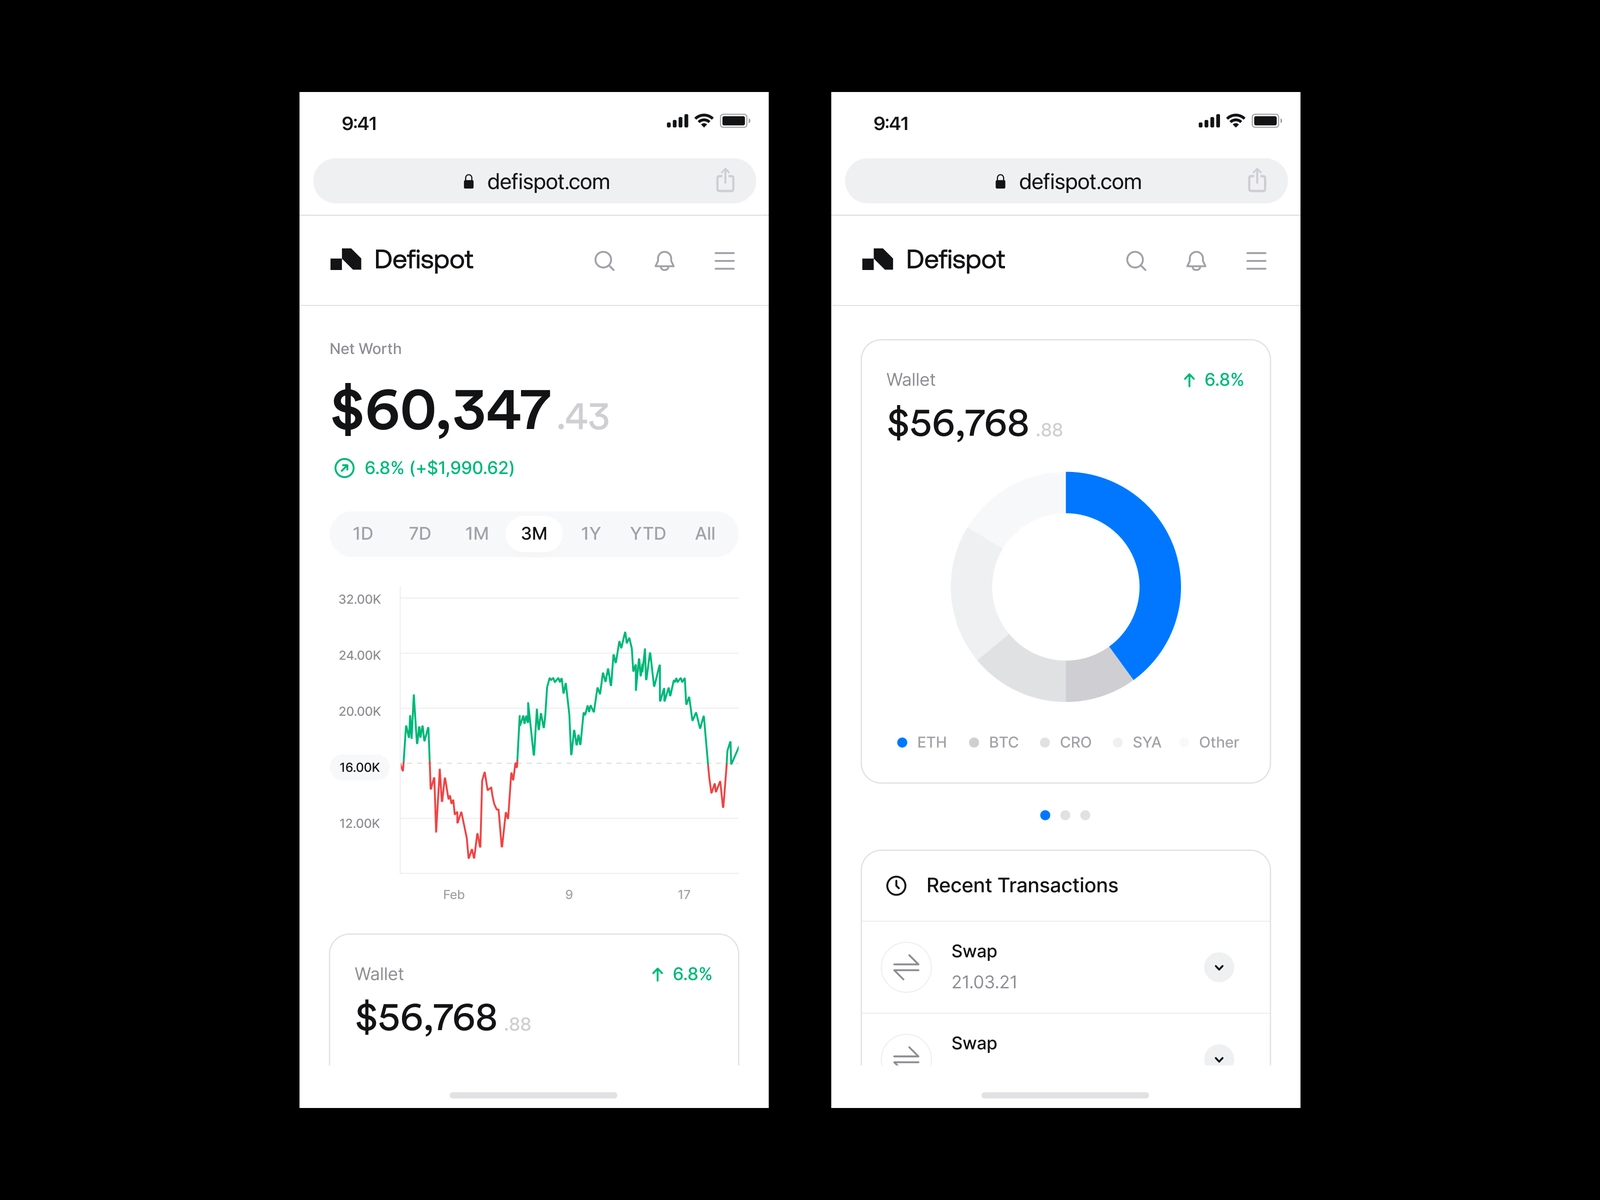 9:41
defispot.com
Defispot
Net Worth
$60,347.43
6.8% (+$1,990.62)
1D 7D 1M 3M 1Y YTD All
32.00K
24.00K
20.00K
16.00K
12.00K
Feb 9 17
Wallet 6.8%
$56,768.88
9:41
defispot.com
Defispot
Wallet 6.8%
$56,768.88
ETH BTC CRO SYA Other
Recent Transactions
Swap
21.03.21
Swap